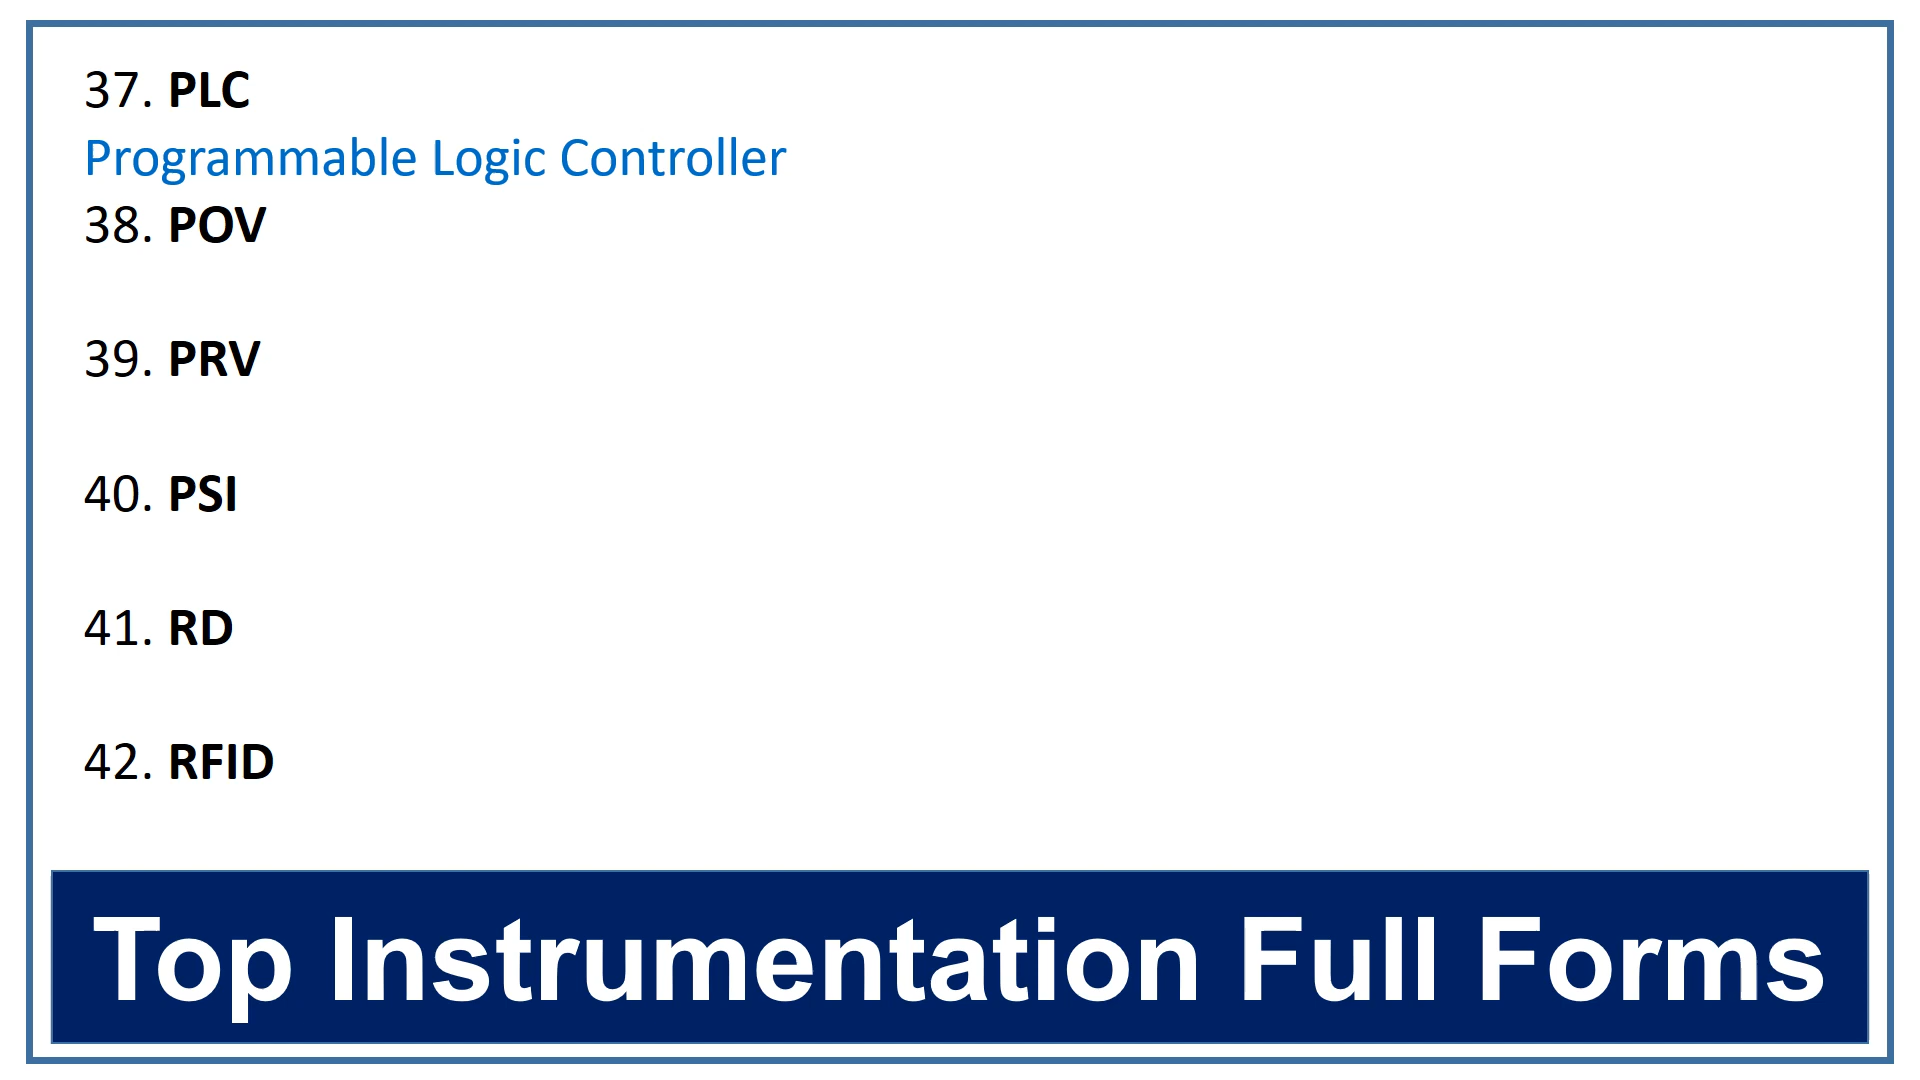 37. PLC
Programmable Logic Controller
38. POV
39. PRV
40. PSI
41. RD
42. RFID
Top Instrumentation Full Forms